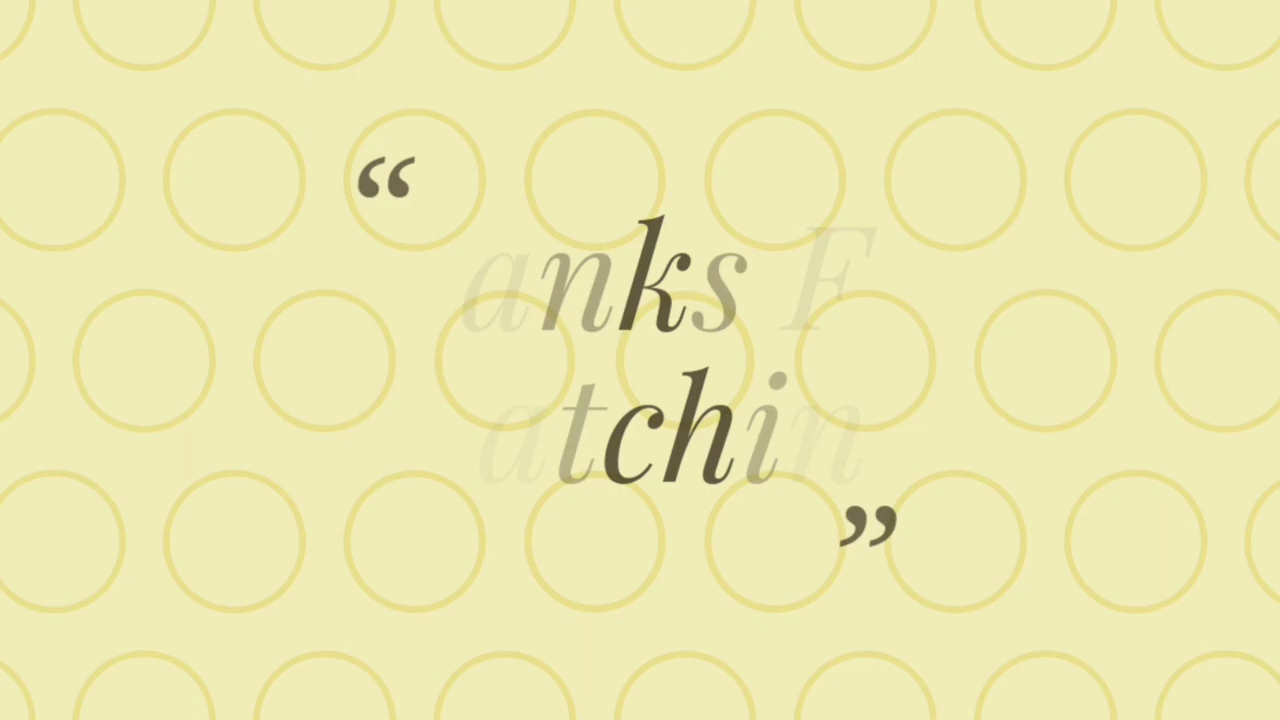 “
anks F
atchin
”